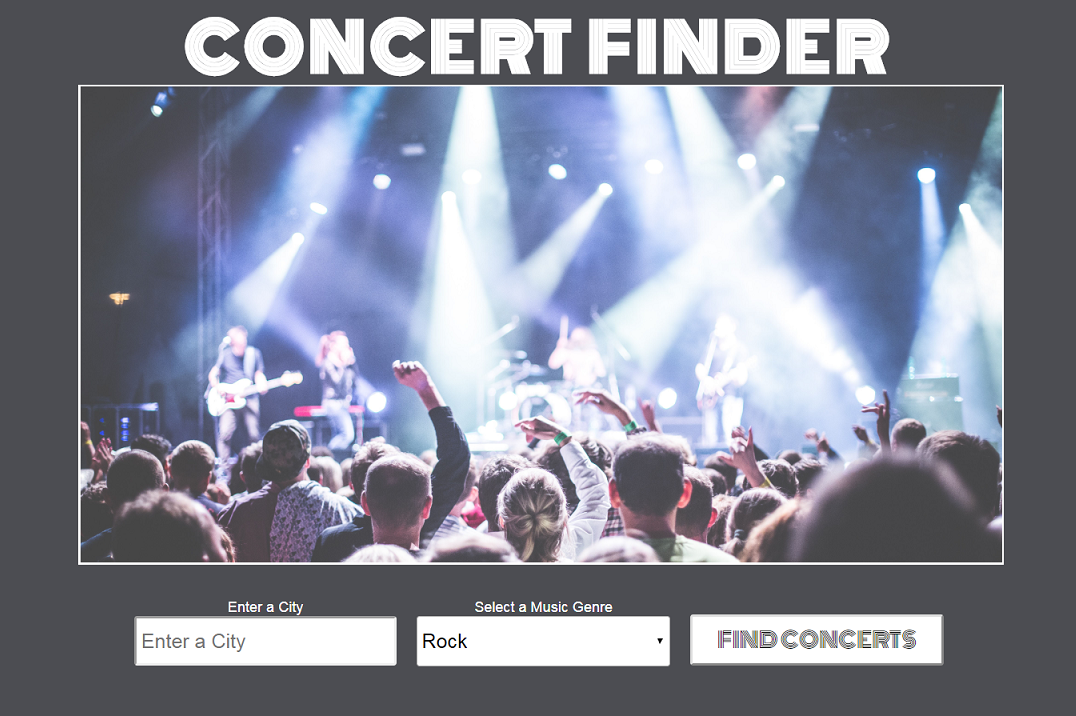 CONCERT FINDER
Enter a City
Select a Music Genre
Enter a City
Rock
FIND CONCERTS